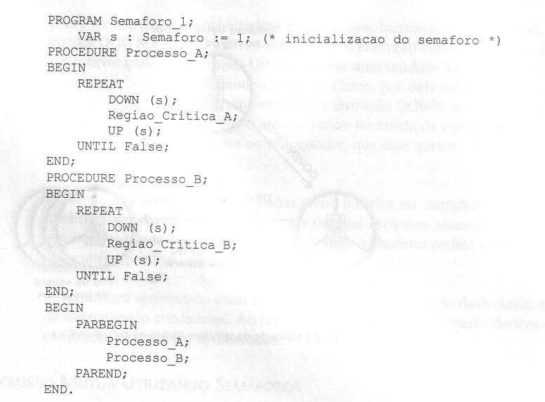 PROGRAM Semaforo_1;
VAR s : Semaforo := 1; (* inicializacao do semaforo *)
PROCEDURE Processo_A;
BEGIN
REPEAT
DOWN (s);
Regiao_Critica_A;
UP (s);
UNTIL False;
END;
PROCEDURE Processo_B;
BEGIN
REPEAT
DOWN (s);
Regiao_Critica_B;
UP (s);
UNTIL False;
END;
BEGIN
PARBEGIN
Processo_A;
Processo_B;
PAREND;
END.